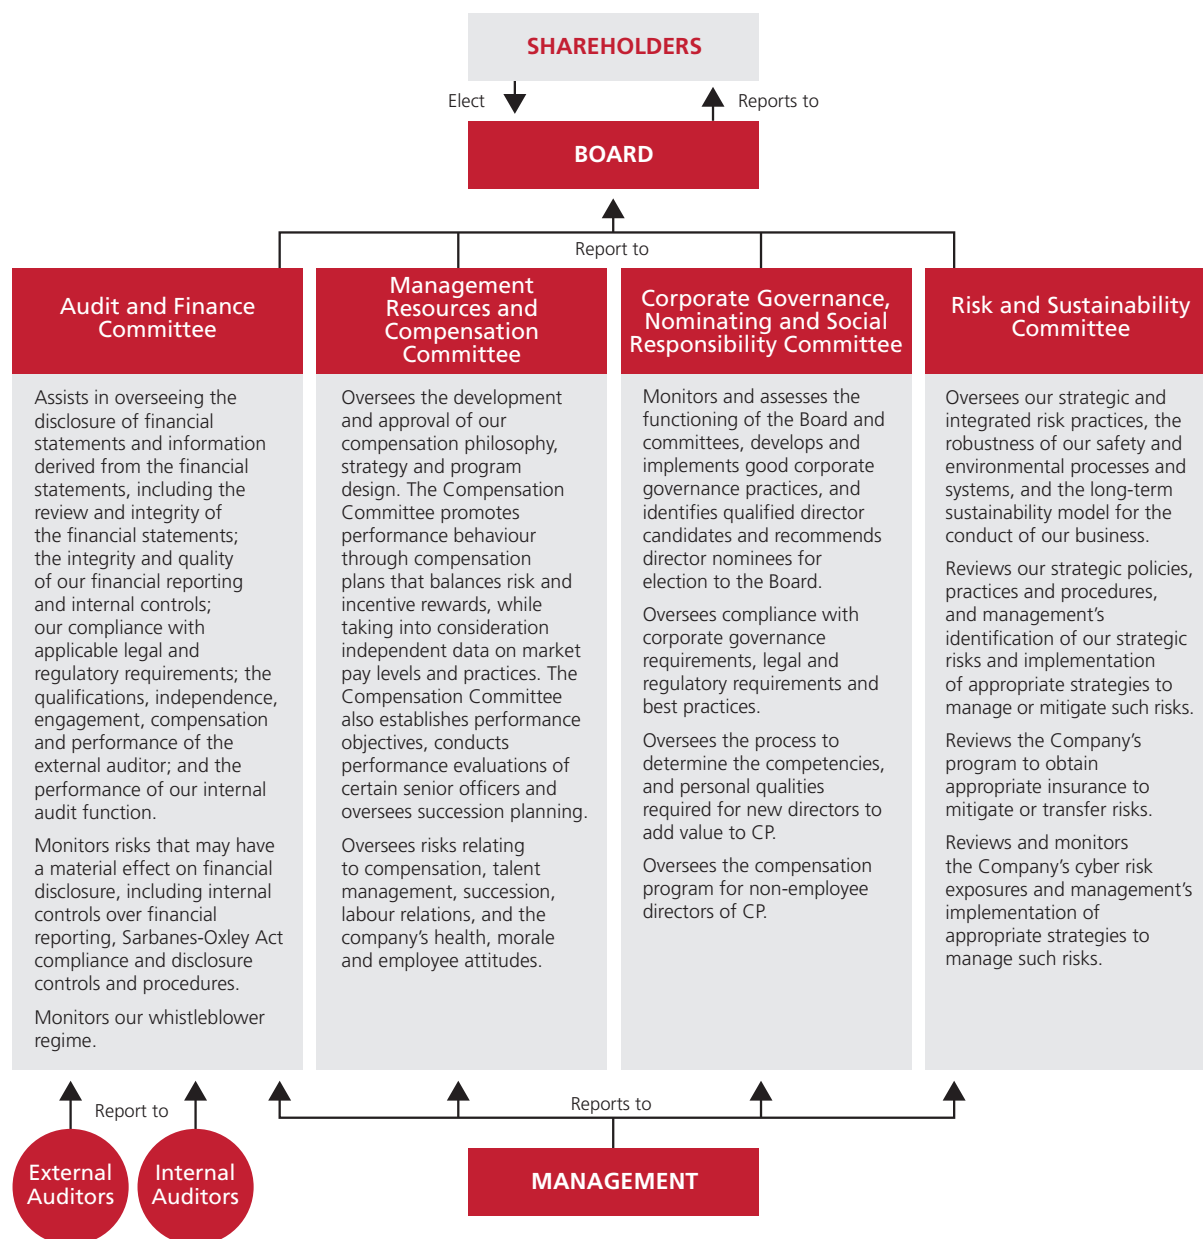 SHAREHOLDERS
Elect
Reports to
BOARD
Report to
Audit and Finance
Committee
Assists in overseeing the
disclosure of financial
statements and information
derived from the financial
statements, including the
review and integrity of
the financial statements;
the integrity and quality
of our financial reporting
and internal controls;
our compliance with
applicable legal and
regulatory requirements; the
qualifications, independence,
engagement, compensation
and performance of the
external auditor; and the
performance of our internal
audit function.
Monitors risks that may have
a material effect on financial
disclosure, including internal
controls over financial
reporting, Sarbanes-Oxley Act
compliance and disclosure
controls and procedures.
Monitors our whistleblower
regime.
Management
Resources and
Compensation
Committee
Oversees the development
and approval of our
compensation philosophy,
strategy and program
design. The Compensation
Committee promotes
performance behaviour
through compensation
plans that balances risk and
incentive rewards, while
taking into consideration
independent data on market
pay levels and practices. The
Compensation Committee
also establishes performance
objectives, conducts
performance evaluations of
certain senior officers and
oversees succession planning.
Oversees risks relating
to compensation, talent
management, succession,
labour relations, and the
company's health, morale
and employee attitudes.
Corporate Governance,
Nominating and Social
Responsibility Committee
Monitors and assesses the
functioning of the Board and
committees, develops and
implements good corporate
governance practices, and
identifies qualified director
candidates and recommends
director nominees for
election to the Board.
Oversees compliance with
corporate governance
requirements, legal and
regulatory requirements and
best practices.
Oversees the process to
determine the competencies,
and personal qualities
required for new directors to
add value to CP.
Oversees the compensation
program for non-employee
directors of CP.
Risk and Sustainability
Committee
Oversees our strategic and
integrated risk practices, the
robustness of our safety and
environmental processes and
systems, and the long-term
sustainability model for the
conduct of our business.
Reviews our strategic policies,
practices and procedures,
and management's
identification of our strategic
risks and implementation
of appropriate strategies to
manage or mitigate such risks.
Reviews the Company's
program to obtain
appropriate insurance to
mitigate or transfer risks.
Reviews and monitors
the Company's cyber risk
exposures and management's
implementation of
appropriate strategies to
manage such risks.
Report to
External
Auditors
Internal
Auditors
Reports to
MANAGEMENT